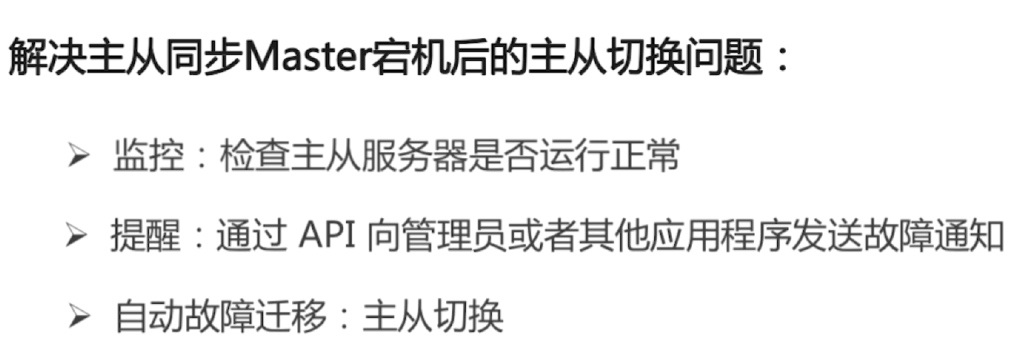 解决主从同步Master宕机后的主从切换问题：
➢ 监控：检查主从服务器是否运行正常
➢ 提醒：通过 API 向管理员或者其他应用程序发送故障通知
➢ 自动故障迁移：主从切换